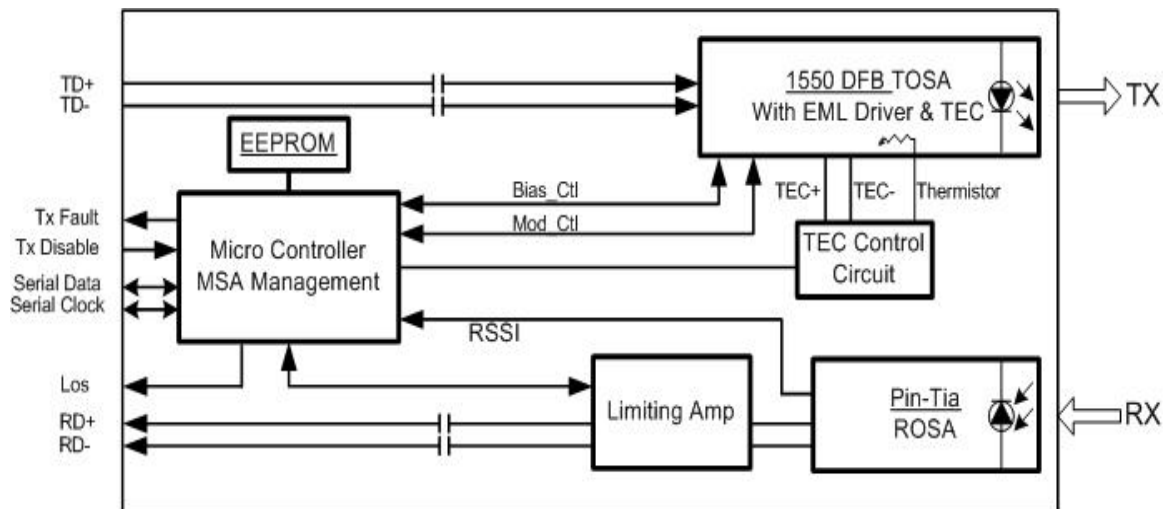 TD+
TD-
1550 DFB TOSA
With EML Driver & TEC
TX
EEPROM
Bias_Ctl
Mod_Ctl
TEC+
TEC-
Thermistor
Tx Fault
Tx Disable
Serial Data
Serial Clock
Micro Controller
MSA Management
TEC Control
Circuit
RSSI
Los
RD+
RD-
Limiting Amp
Pin-Tia
ROSA
RX